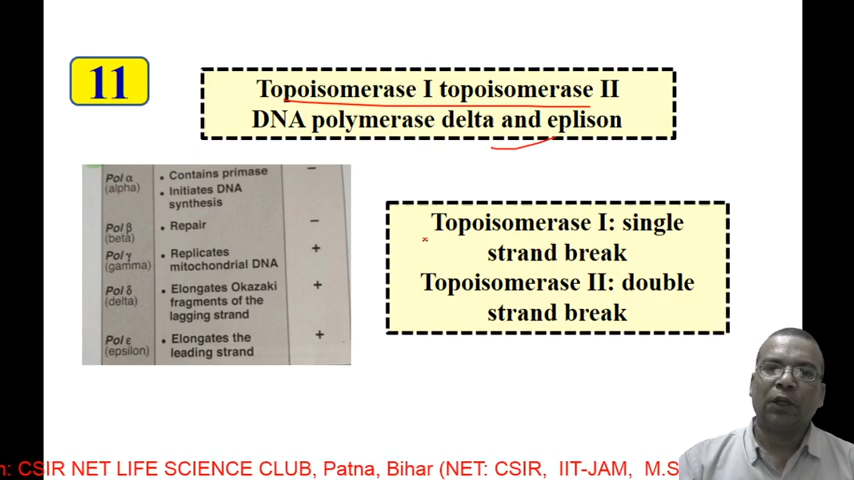 11
Topoisomerase I topoisomerase II
DNA polymerase delta and eplison
Pol α
(alpha)
• Contains primase
• Initiates DNA
synthesis
–
Pol β
(beta)
• Repair
–
Pol γ
(gamma)
• Replicates
mitochondrial DNA
+
Pol δ
(delta)
• Elongates Okazaki
fragments of the
lagging strand
+
Pol ε
(epsilon)
• Elongates the
leading strand
+
Topoisomerase I: single
strand break
Topoisomerase II: double
strand break
n: CSIR NET LIFE SCIENCE CLUB, Patna, Bihar (NET: CSIR, IIT-JAM, M.S